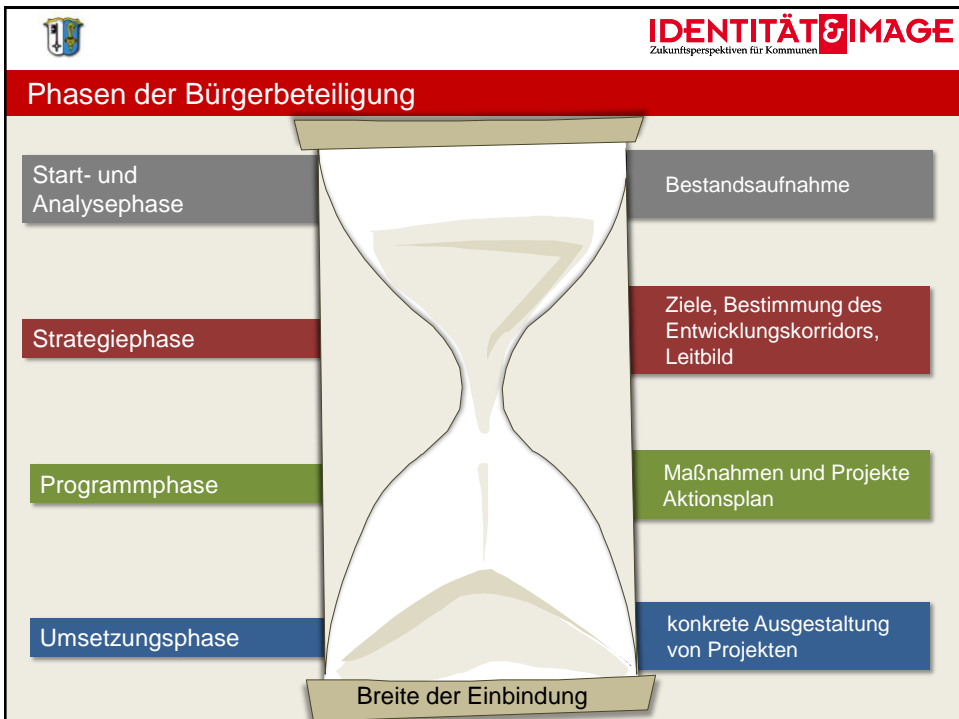 IDENTITÄT&IMAGE
Zukunftsperspektiven für Kommunen
Phasen der Bürgerbeteiligung
Start- und
Analysephase
Bestandsaufnahme
Strategiephase
Ziele, Bestimmung des
Entwicklungskorridors,
Leitbild
Programmphase
Maßnahmen und Projekte
Aktionsplan
Umsetzungsphase
konkrete Ausgestaltung
von Projekten
Breite der Einbindung